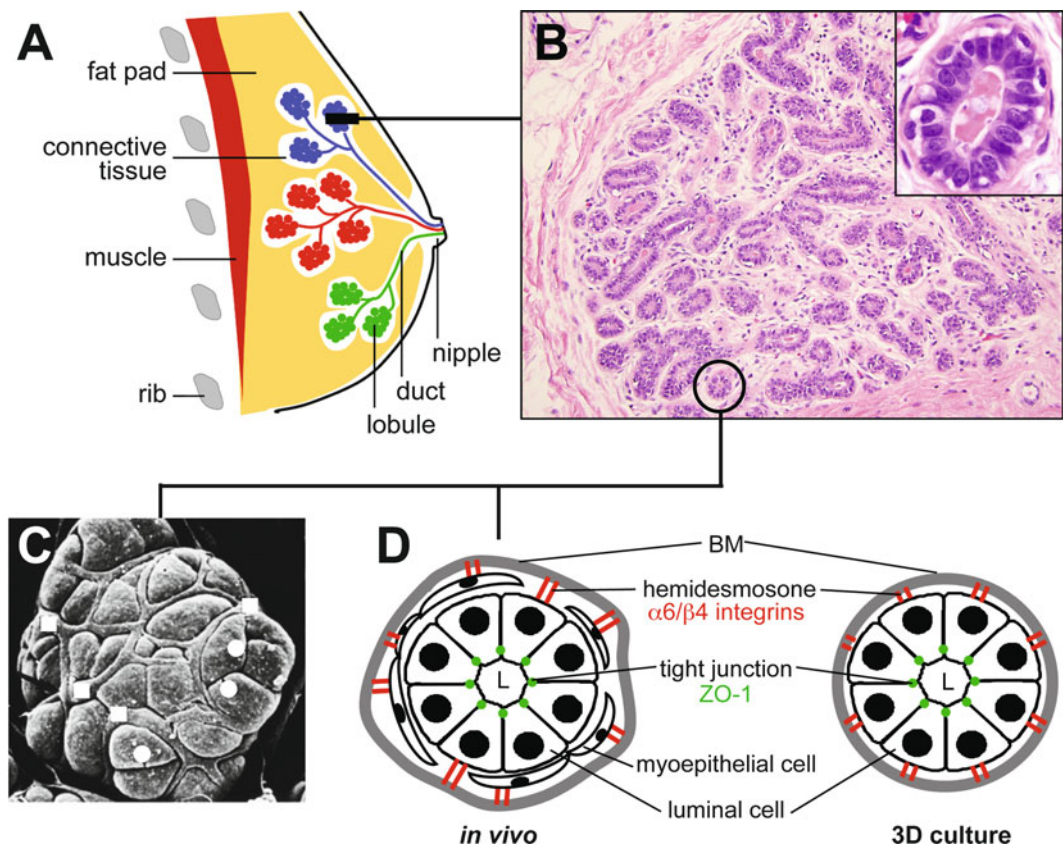 A
fat pad
connective
tissue
muscle
rib
nipple
duct
lobule
B
C
D
BM
hemidesmosone
α6/β4 integrins
tight junction
ZO-1
L
L
myoepithelial cell
luminal cell
in vivo
3D culture